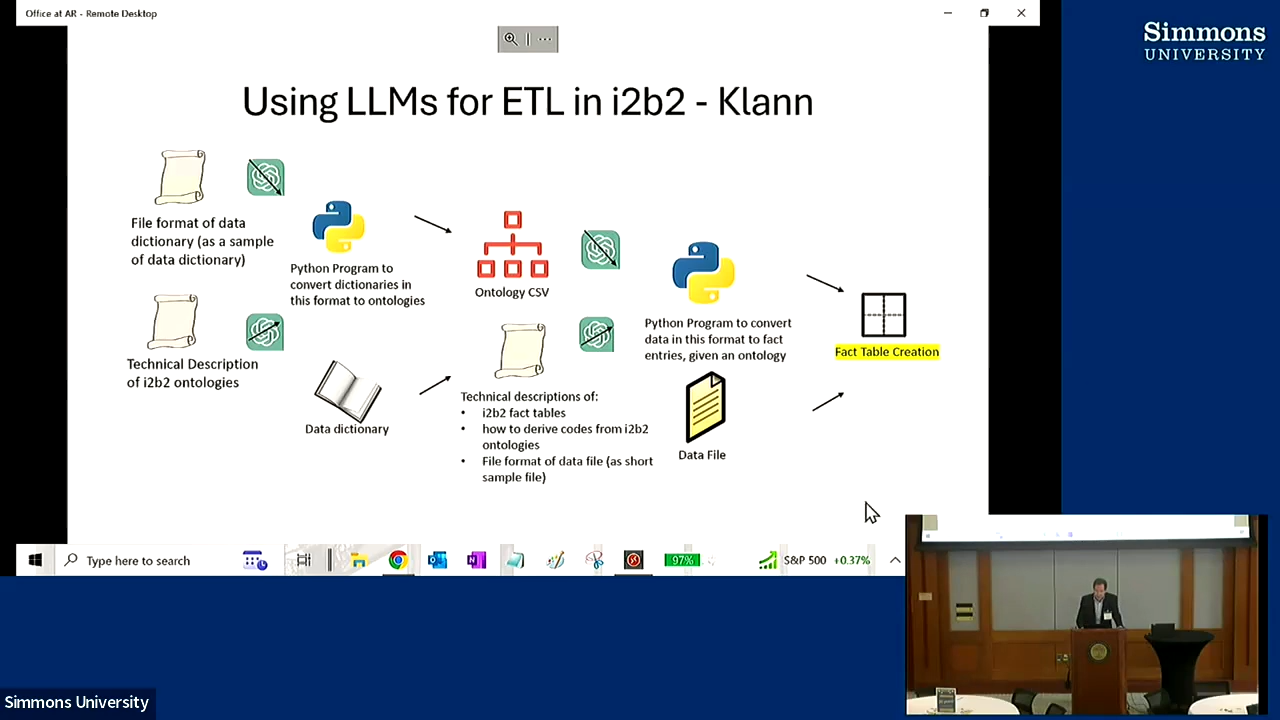 Office at AR - Remote Desktop
Simmons
UNIVERSITY
Using LLMs for ETL in i2b2 - Klann
File format of data
dictionary (as a sample
of data dictionary)
Python Program to
convert dictionaries in
this format to ontologies
Ontology CSV
Python Program to convert
data in this format to fact
entries, given an ontology
Fact Table Creation
Technical Description
of i2b2 ontologies
Data dictionary
Technical descriptions of:
• i2b2 fact tables
• how to derive codes from i2b2
ontologies
• File format of data file (as short
sample file)
Data File
Type here to search
97%
S&P 500 +0.37%
Simmons University